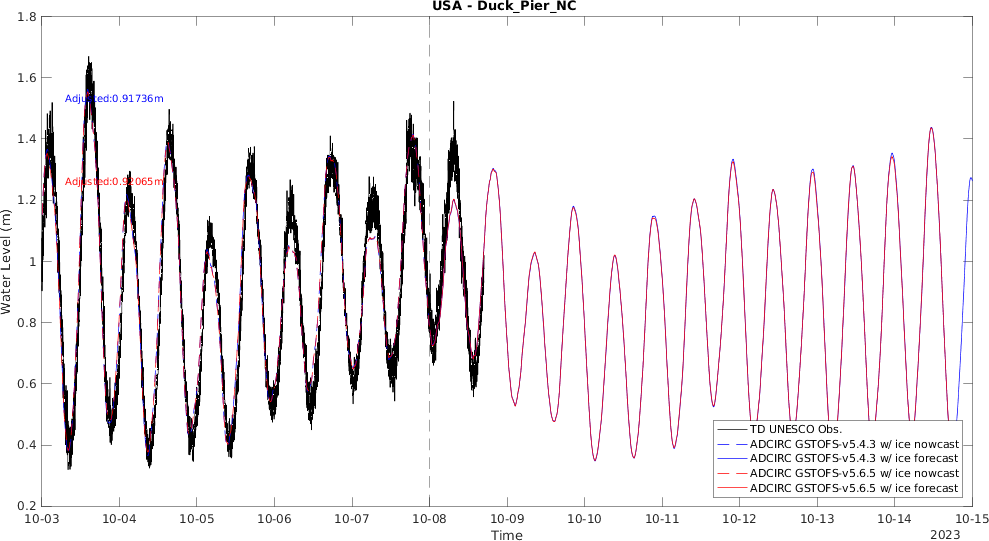 USA - Duck_Pier_NC
1.8
1.6
1.4
1.2
1
0.8
0.6
0.4
0.2
Water Level (m)
Adjusted:0.91736m
Adjusted:0.92065m
TD UNESCO Obs.
ADCIRC GSTOFS-v5.4.3 w/ ice nowcast
ADCIRC GSTOFS-v5.4.3 w/ ice forecast
ADCIRC GSTOFS-v5.6.5 w/ ice nowcast
ADCIRC GSTOFS-v5.6.5 w/ ice forecast
10-03 10-04 10-05 10-06 10-07 10-08 10-09 10-10 10-11 10-12 10-13 10-14 10-15
Time
2023